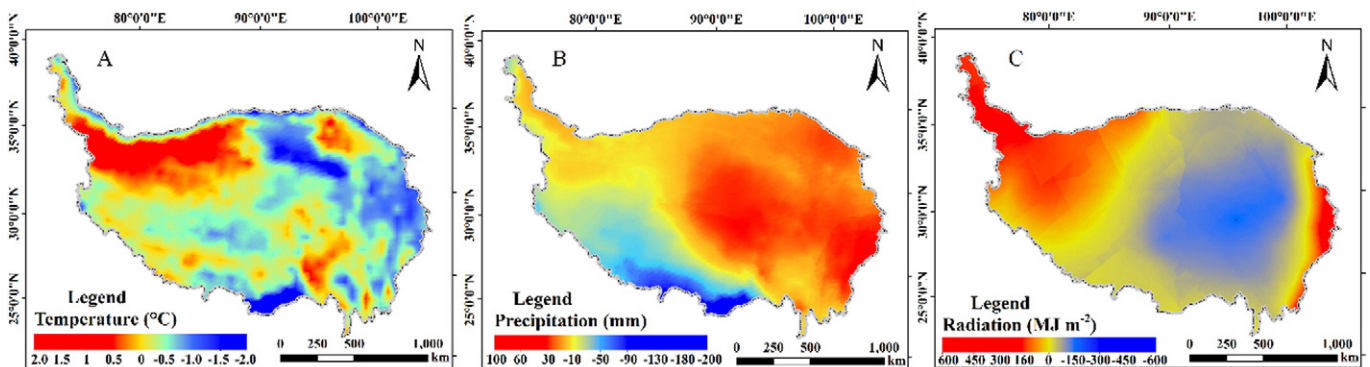 80°0'0"E 90°0'0"E 100°0'0"E
40°0'0"N
35°0'0"N
30°0'0"N
25°0'0"N
A
N
Legend
Temperature (°C)
2.0 1.5 1 0.5 0 -0.5 -1.0 -1.5 -2.0
0 250 500 1,000
km
80°0'0"E 90°0'0"E 100°0'0"E
40°0'0"N
35°0'0"N
30°0'0"N
25°0'0"N
B
N
Legend
Precipitation (mm)
100 60 30 -10 -50 -90 -130 -180 -200
0 250 500 1,000
km
80°0'0"E 90°0'0"E 100°0'0"E
40°0'0"N
35°0'0"N
30°0'0"N
25°0'0"N
C
N
Legend
Radiation (MJ m⁻²)
600 450 300 160 0 -150 -300 -450 -600
0 250 500 1,000
km